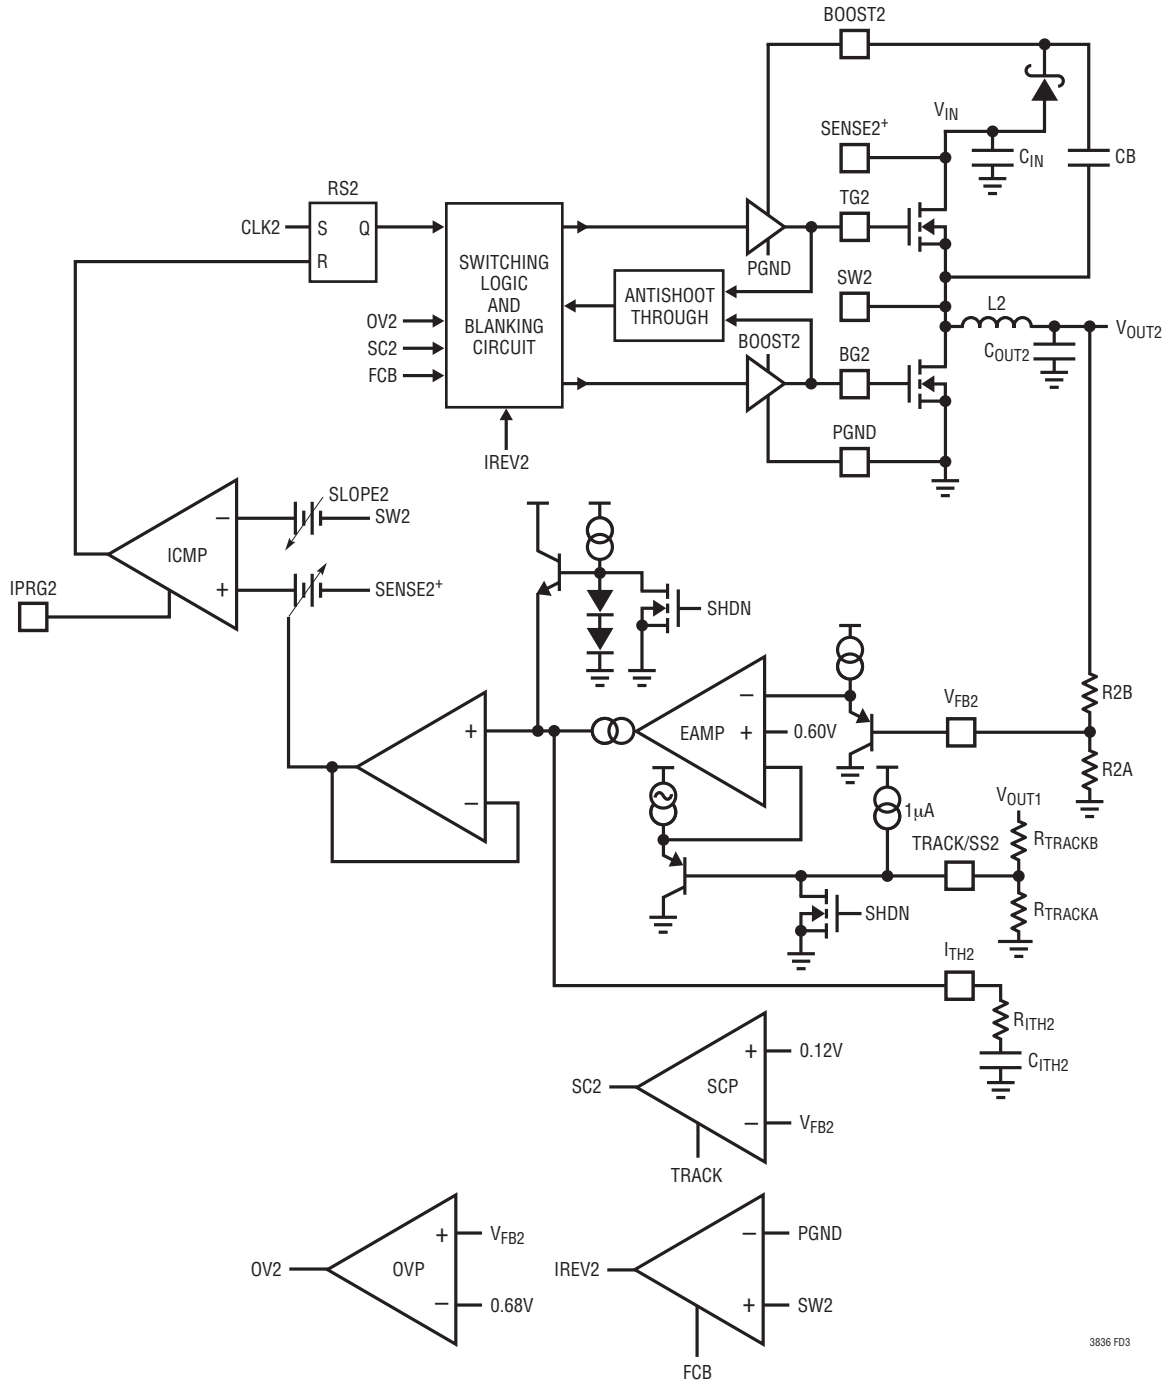 BOOST2
VIN
SENSE2+
CIN
CB
RS2
CLK2
S
Q
R
TG2
PGND
SWITCHING
LOGIC
AND
BLANKING
CIRCUIT
ANTISHOOT
THROUGH
SW2
L2
OV2
SC2
FCB
BOOST2
BG2
COUT2
VOUT2
PGND
IREV2
SLOPE2
−
SW2
ICMP
IPRG2
+
SENSE2+
SHDN
−
VFB2
R2B
+
EAMP
+
0.60V
R2A
−
1µA
VOUT1
TRACK/SS2
RTRACKB
SHDN
RTRACKA
ITH2
RITH2
+
0.12V
CITH2
SC2
SCP
−
VFB2
TRACK
+
VFB2
−
PGND
OV2
OVP
IREV2
−
0.68V
+
SW2
FCB
3836 FD3